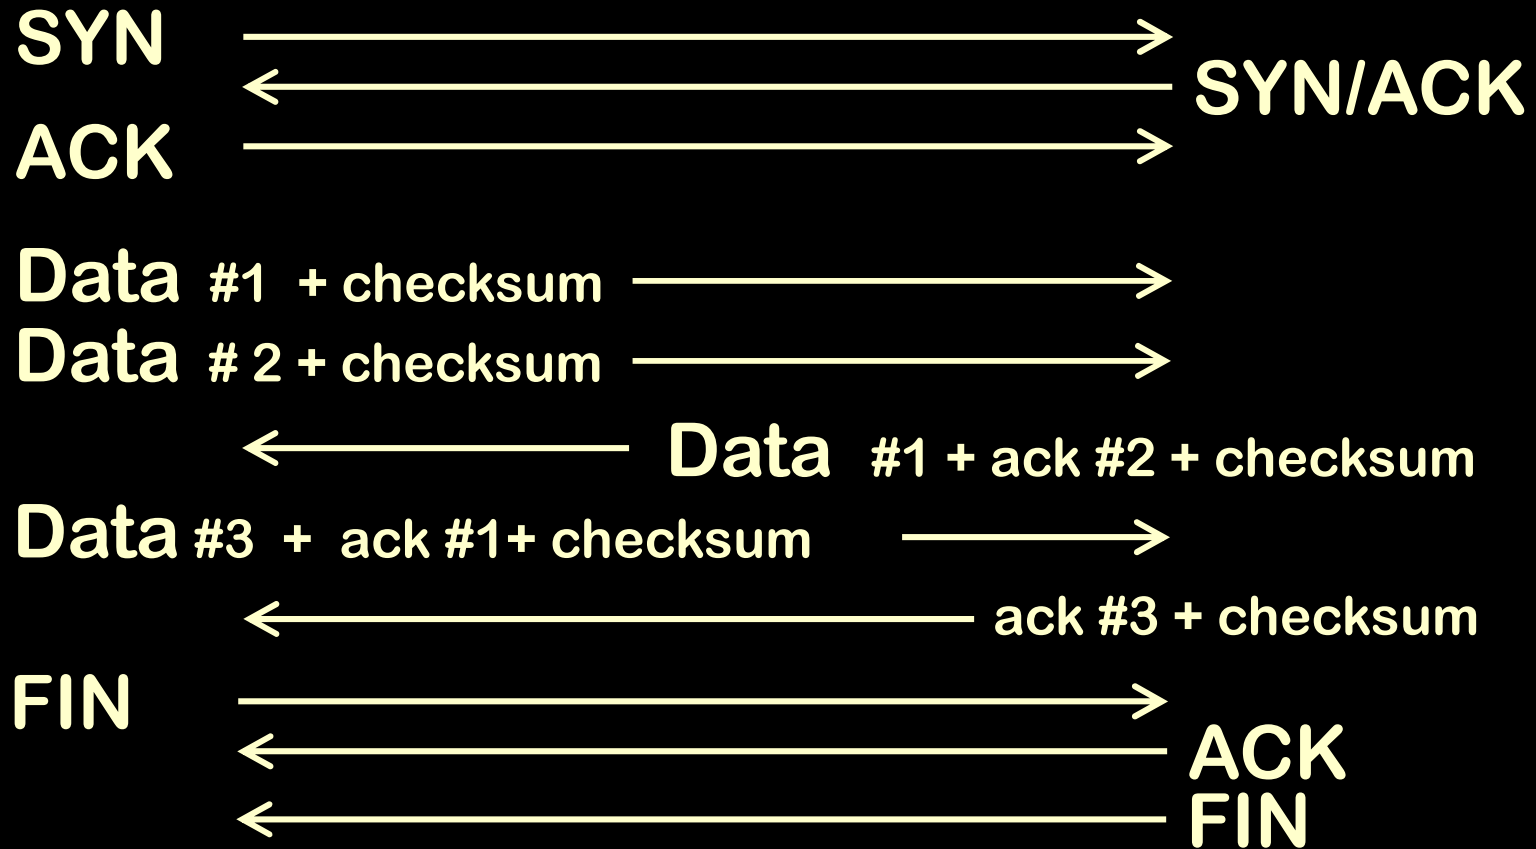 SYN
SYN/ACK
ACK
Data #1 + checksum
Data # 2 + checksum
Data #1 + ack #2 + checksum
Data #3 + ack #1+ checksum
ack #3 + checksum
FIN
ACK
FIN